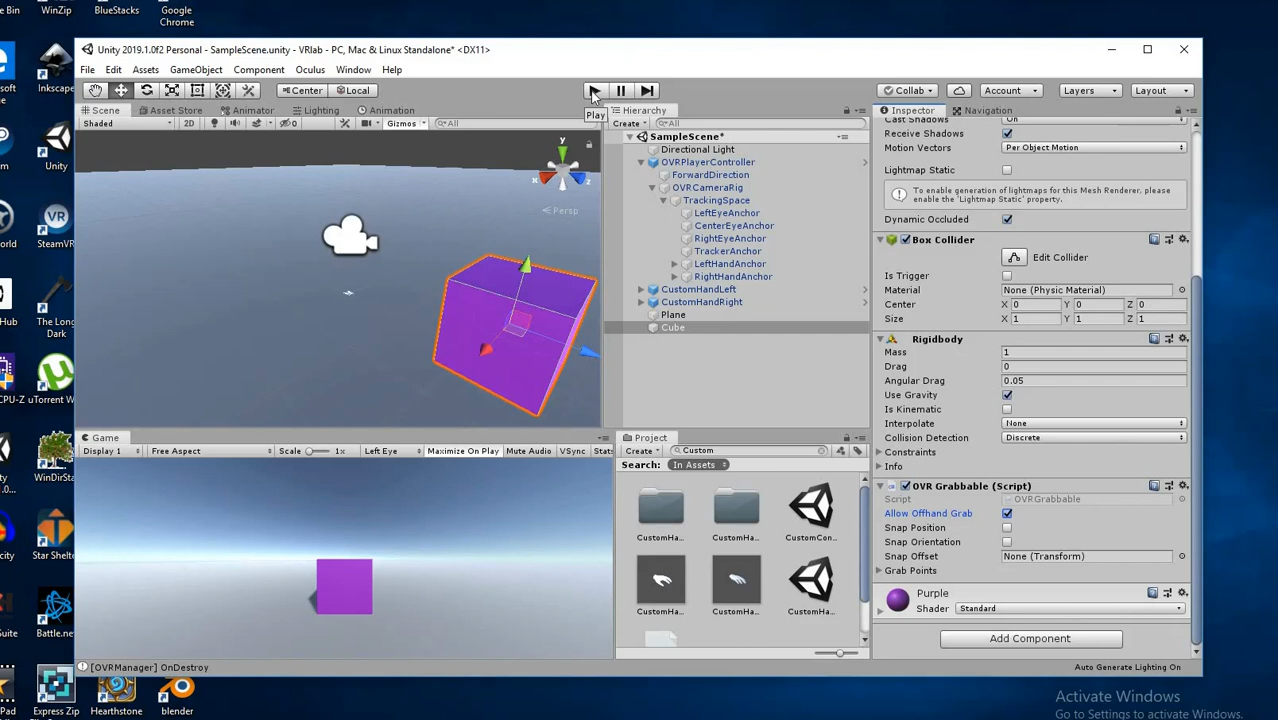 e Bin
WinZip
BlueStacks
Google
Chrome
Inkscape
Unity
SteamVR
The Long
Dark
Hub
CPU-Z
uTorrent W
WinDirSta
Star Shelte
Battle.net
Express Zip
Hearthstone
blender
Unity 2019.1.0f2 Personal - SampleScene.unity - VRlab - PC, Mac & Linux Standalone* <DX11>
File Edit Assets GameObject Component Oculus Window Help
Center Local
Play
Collab Account Layers Layout
Scene Asset Store Animator Lighting Animation
Shaded 2D 0 Gizmos All
y
x
z
Persp
Hierarchy
Create All
SampleScene*
Directional Light
OVRPlayerController
ForwardDirection
OVRCameraRig
TrackingSpace
LeftEyeAnchor
CenterEyeAnchor
RightEyeAnchor
TrackerAnchor
LeftHandAnchor
RightHandAnchor
CustomHandLeft
CustomHandRight
Plane
Cube
Game
Display 1 Free Aspect Scale 1x Left Eye Maximize On Play Mute Audio VSync Stats
Project
Create Custom
Search: In Assets
CustomHa... CustomHa... CustomCon...
CustomHa... CustomHa... CustomHa...
Inspector Navigation
Cast Shadows On
Receive Shadows
Motion Vectors Per Object Motion
Lightmap Static
To enable generation of lightmaps for this Mesh Renderer, please
enable the 'Lightmap Static' property.
Dynamic Occluded
Box Collider
Edit Collider
Is Trigger
Material None (Physic Material)
Center X 0 Y 0 Z 0
Size X 1 Y 1 Z 1
Rigidbody
Mass 1
Drag 0
Angular Drag 0.05
Use Gravity
Is Kinematic
Interpolate None
Collision Detection Discrete
Constraints
Info
OVR Grabbable (Script)
Script OVRGrabbable
Allow Offhand Grab
Snap Position
Snap Orientation
Snap Offset None (Transform)
Grab Points
Purple
Shader Standard
Add Component
[OVRManager] OnDestroy
Auto Generate Lighting On
Activate Windows
Go to Settings to activate Windows.